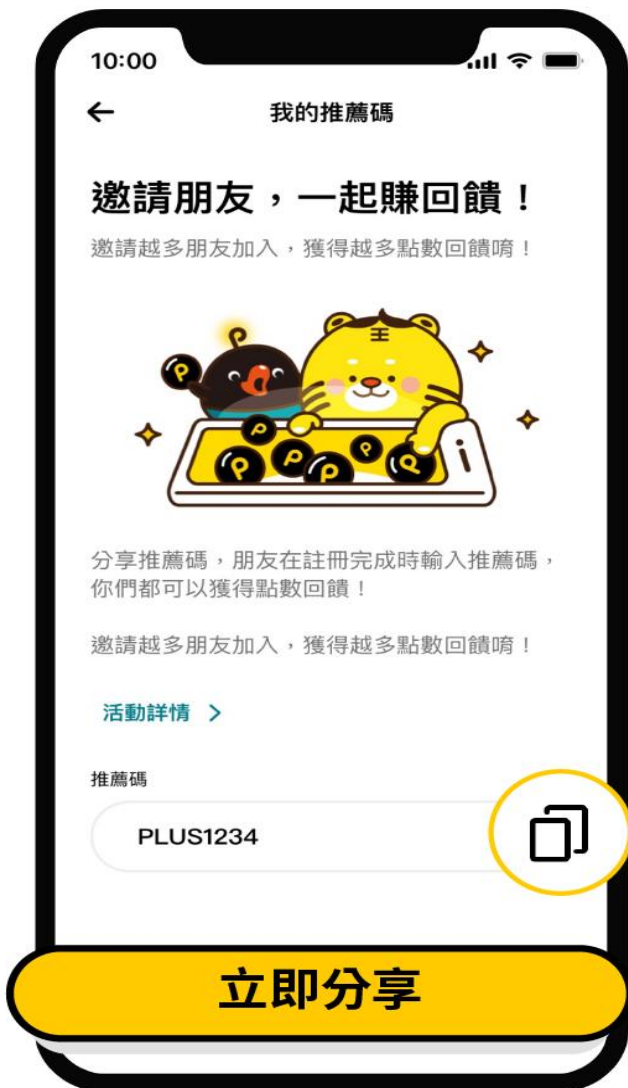 10:00
我的推薦碼
邀請朋友，一起賺回饋！
邀請越多朋友加入，獲得越多點數回饋唷！
王
P
P
P
P
P
P
分享推薦碼，朋友在註冊完成時輸入推薦碼，
你們都可以獲得點數回饋！
邀請越多朋友加入，獲得越多點數回饋唷！
活動詳情
推薦碼
PLUS1234
立即分享